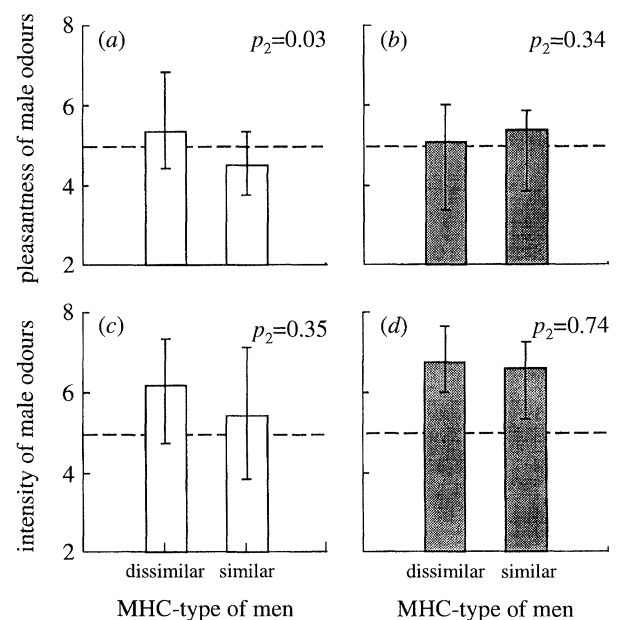 (a) p2=0.03
(b) p2=0.34
pleasantness of male odours
8
6
4
2
(c) p2=0.35
(d) p2=0.74
intensity of male odours
8
6
4
2
dissimilar similar
dissimilar similar
MHC-type of men
MHC-type of men